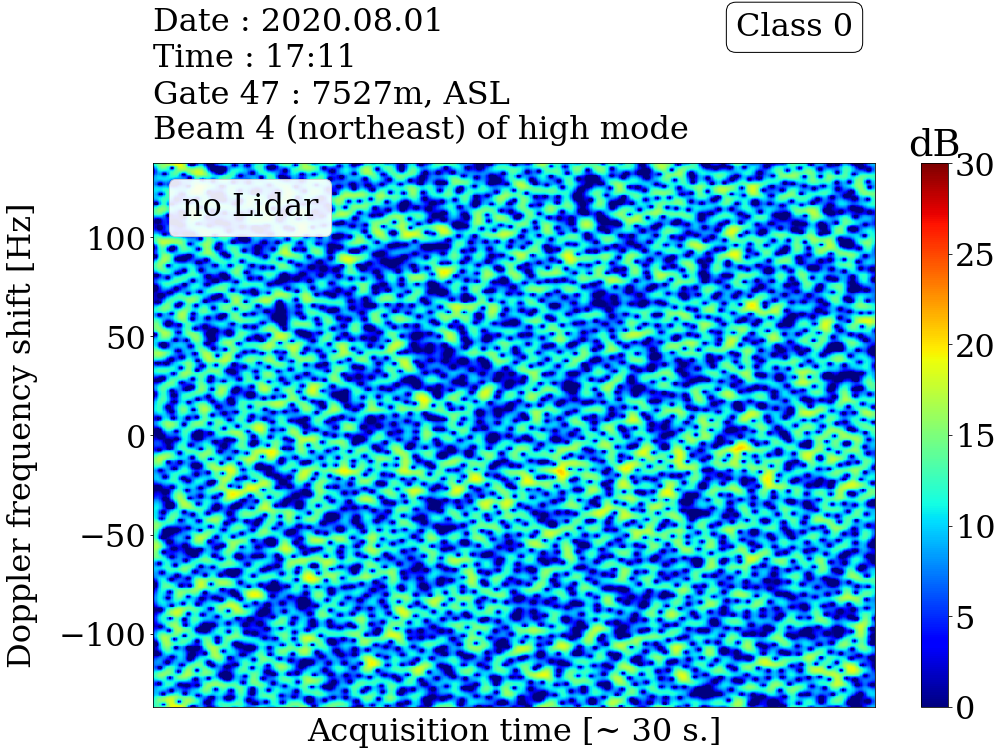 Date : 2020.08.01
Time : 17:11
Gate 47 : 7527m, ASL
Beam 4 (northeast) of high mode
Class 0
dB
no Lidar
Doppler frequency shift [Hz]
100
50
0
−50
−100
30
25
20
15
10
5
0
Acquisition time [~ 30 s.]